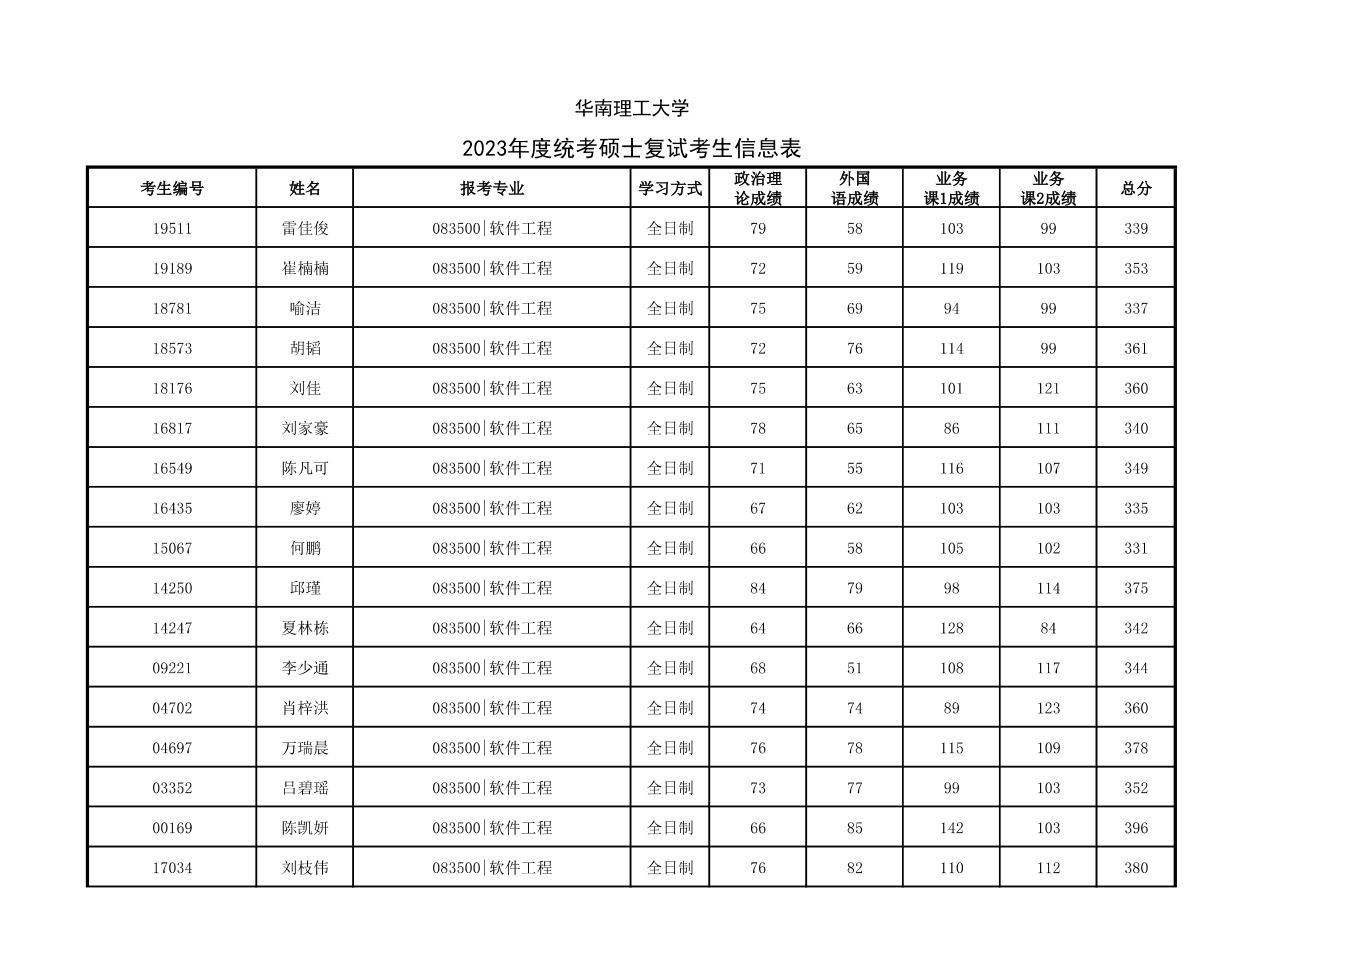 华南理工大学
2023年度统考硕士复试考生信息表
考生编号 姓名 报考专业 学习方式 政治理论成绩 外国语成绩 业务课1成绩 业务课2成绩 总分
19511 雷佳俊 083500|软件工程 全日制 79 58 103 99 339
19189 崔楠楠 083500|软件工程 全日制 72 59 119 103 353
18781 喻洁 083500|软件工程 全日制 75 69 94 99 337
18573 胡韬 083500|软件工程 全日制 72 76 114 99 361
18176 刘佳 083500|软件工程 全日制 75 63 101 121 360
16817 刘家豪 083500|软件工程 全日制 78 65 86 111 340
16549 陈凡可 083500|软件工程 全日制 71 55 116 107 349
16435 廖婷 083500|软件工程 全日制 67 62 103 103 335
15067 何鹏 083500|软件工程 全日制 66 58 105 102 331
14250 邱瑾 083500|软件工程 全日制 84 79 98 114 375
14247 夏林栋 083500|软件工程 全日制 64 66 128 84 342
09221 李少通 083500|软件工程 全日制 68 51 108 117 344
04702 肖梓洪 083500|软件工程 全日制 74 74 89 123 360
04697 万瑞晨 083500|软件工程 全日制 76 78 115 109 378
03352 吕碧瑶 083500|软件工程 全日制 73 77 99 103 352
00169 陈凯妍 083500|软件工程 全日制 66 85 142 103 396
17034 刘枝伟 083500|软件工程 全日制 76 82 110 112 380